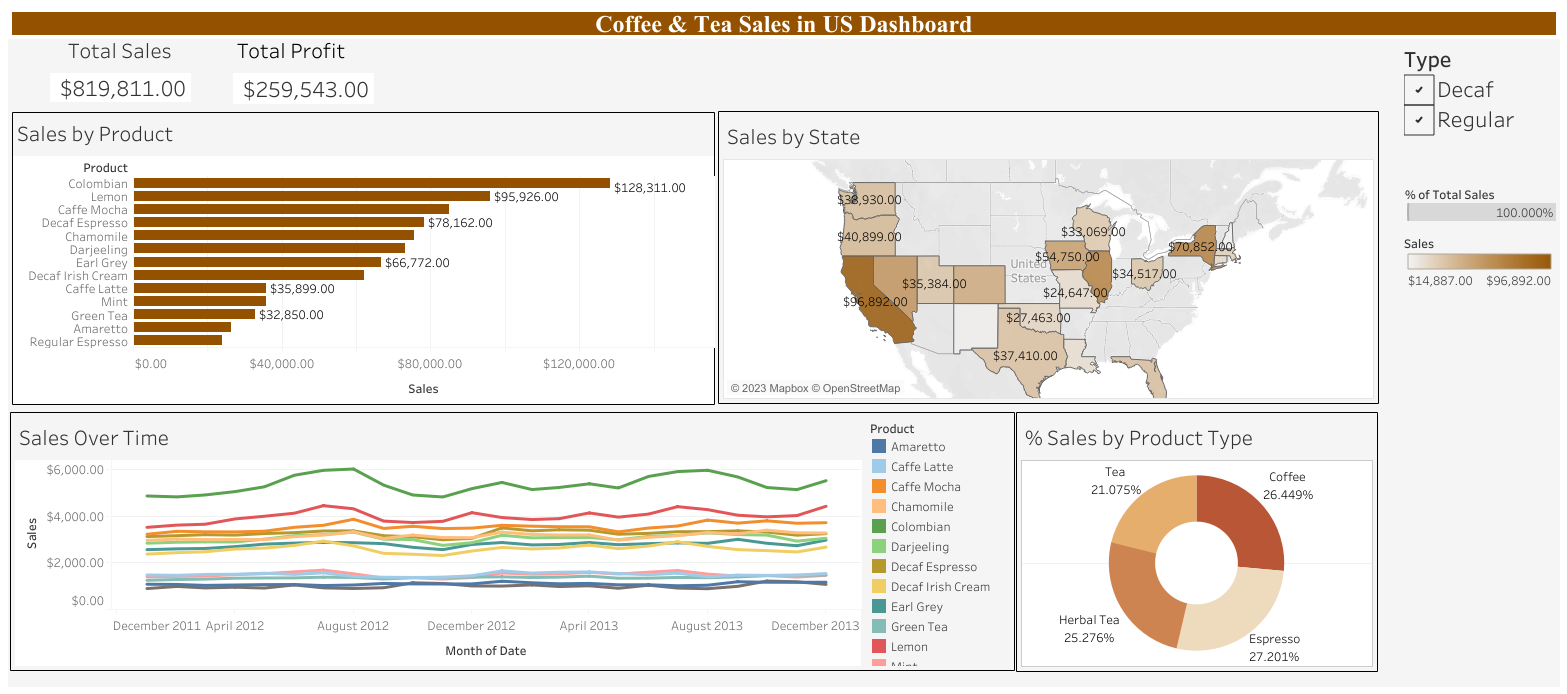 Coffee & Tea Sales in US Dashboard
Total Sales
Total Profit
$819,811.00
$259,543.00
Type
Decaf
Regular
% of Total Sales
100.000%
Sales
$14,887.00 $96,892.00
Sales by Product
Product
Colombian
$128,311.00
Lemon
$95,926.00
Caffe Mocha
Decaf Espresso
$78,162.00
Chamomile
Darjeeling
Earl Grey
$66,772.00
Decaf Irish Cream
Caffe Latte
$35,899.00
Mint
Green Tea
$32,850.00
Amaretto
Regular Espresso
$0.00 $40,000.00 $80,000.00 $120,000.00
Sales
Sales by State
$38,930.00
$40,899.00
$33,069.00
$70,852.00
$54,750.00
United
States
$34,517.00
$35,384.00
$96,892.00
$24,647.00
$27,463.00
$37,410.00
© 2023 Mapbox © OpenStreetMap
Sales Over Time
Sales
$6,000.00
$4,000.00
$2,000.00
$0.00
December 2011 April 2012 August 2012 December 2012 April 2013 August 2013 December 2013
Month of Date
Product
Amaretto
Caffe Latte
Caffe Mocha
Chamomile
Colombian
Darjeeling
Decaf Espresso
Decaf Irish Cream
Earl Grey
Green Tea
Lemon
Mint
% Sales by Product Type
Tea
21.075%
Coffee
26.449%
Herbal Tea
25.276%
Espresso
27.201%